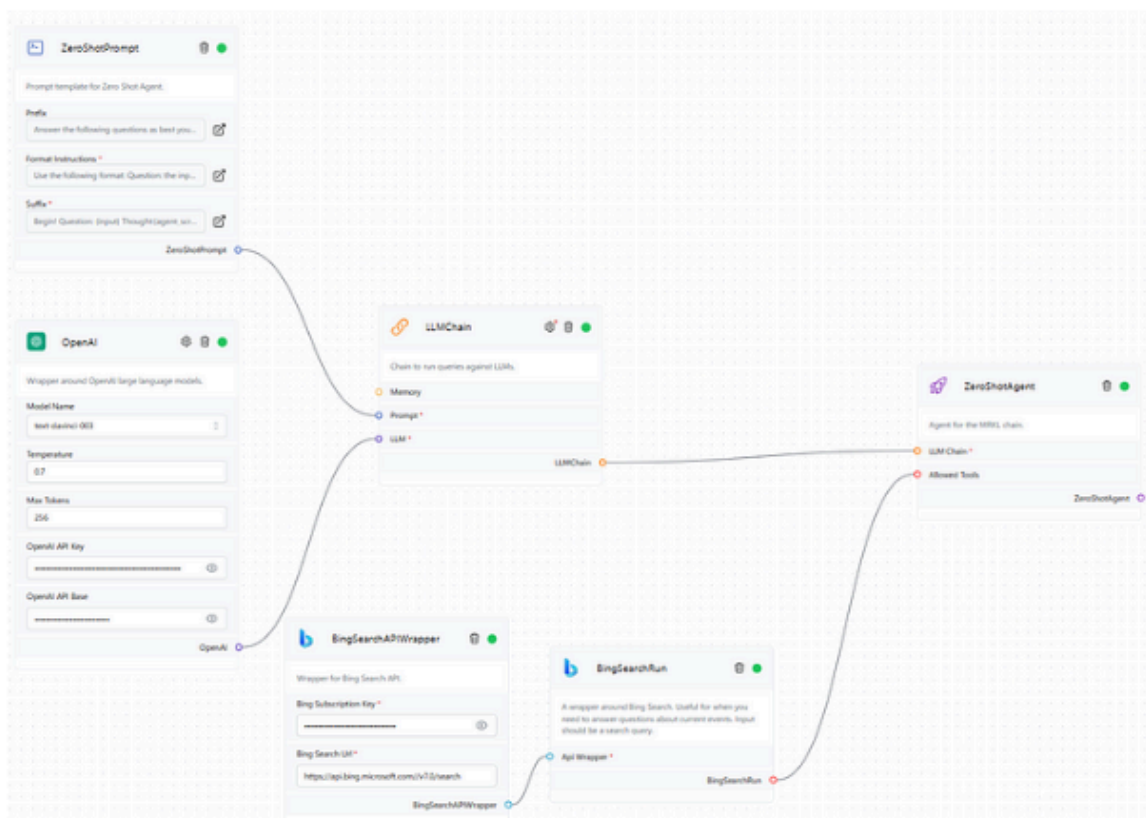 ZeroShotPrompt
Prompt template for Zero Shot Agent.
Prefix
Answer the following questions as best you...
Format Instructions *
Use the following format: Question: the inp...
Suffix *
Begin! Question: {input} Thought:{agent_scr...
ZeroShotPrompt
OpenAI
Wrapper around OpenAI large language models.
Model Name
text-davinci-003
Temperature
0.7
Max Tokens
256
OpenAI API Key
OpenAI API Base
OpenAI
LLMChain
Chain to run queries against LLMs.
Memory
Prompt *
LLM *
LLMChain
BingSearchAPIWrapper
Wrapper for Bing Search API.
Bing Subscription Key *
Bing Search Url *
https://api.bing.microsoft.com//v7.0/search
BingSearchAPIWrapper
BingSearchRun
A wrapper around Bing Search. Useful for when you
need to answer questions about current events. Input
should be a search query.
Api Wrapper *
BingSearchRun
ZeroShotAgent
Agent for the MRKL chain.
LLM Chain *
Allowed Tools
ZeroShotAgent